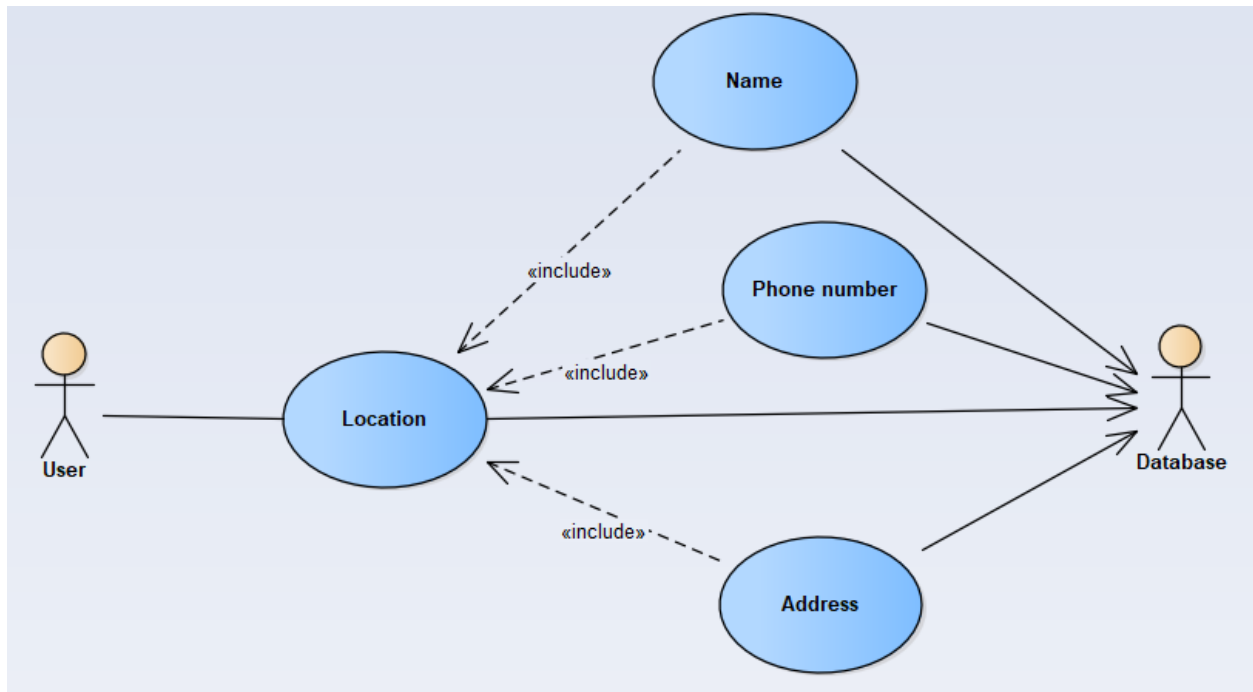 Name
«include»
Phone number
«include»
Location
User
Database
«include»
Address